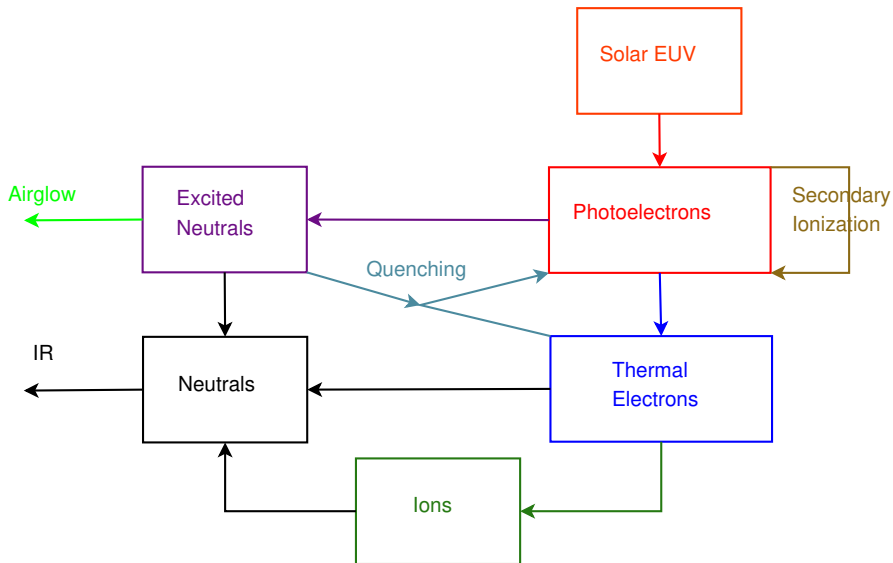 Solar EUV
Airglow
Excited
Neutrals
Photoelectrons
Secondary
Ionization
Quenching
IR
Neutrals
Thermal
Electrons
Ions